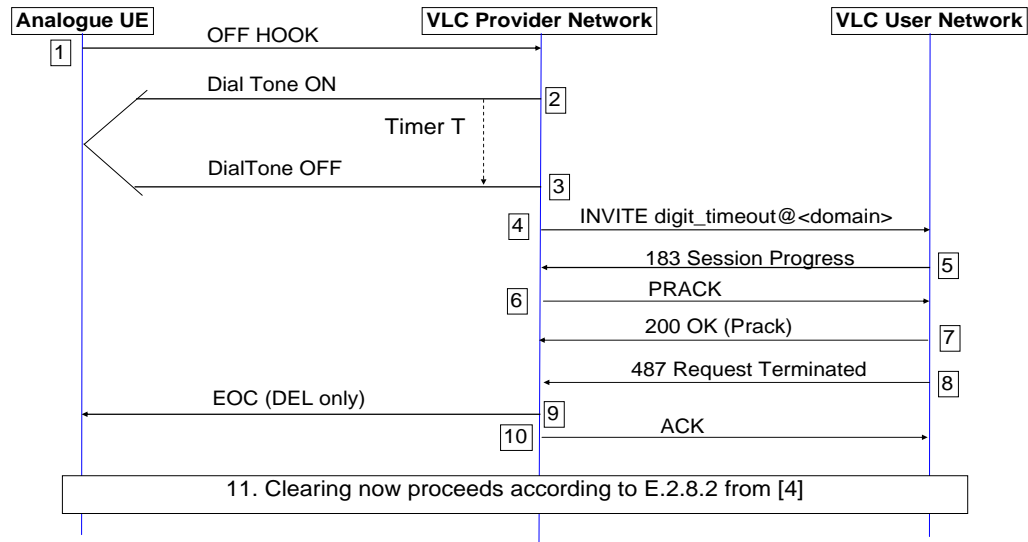 Analogue UE VLC Provider Network VLC User Network
OFF HOOK
1
Dial Tone ON
2
Timer T
DialTone OFF
3
INVITE digit_timeout@<domain>
4
183 Session Progress
5
PRACK
6
200 OK (Prack)
7
487 Request Terminated
8
EOC (DEL only)
9
ACK
10
11. Clearing now proceeds according to E.2.8.2 from [4]